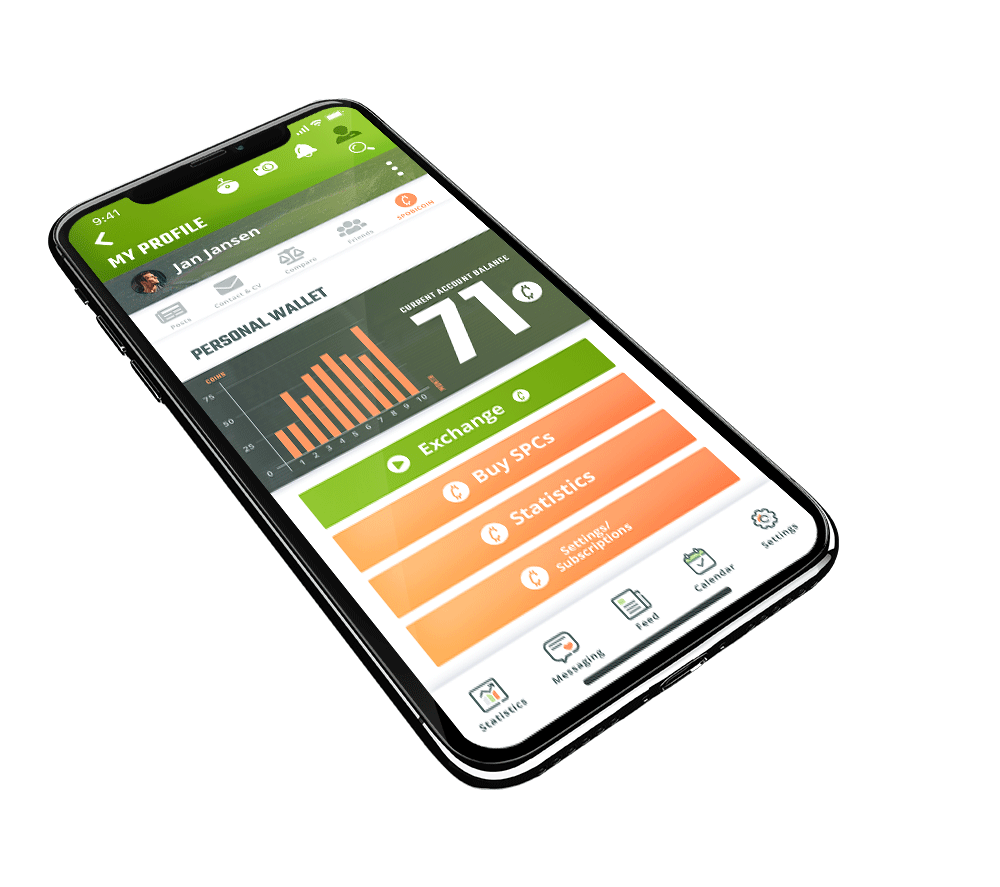 9:41
MY PROFILE
Jan Jansen
Posts
Contact & CV
Compare
Friends
SPORTCOIN
PERSONAL WALLET
CURRENT ACCOUNT BALANCE
71
COINS
75
50
25
0
1 2 3 4 5 6 7 8 9 10
Exchange
Buy SPCs
Statistics
Settings/
Subscriptions
Statistics
Messaging
Feed
Calendar
Settings